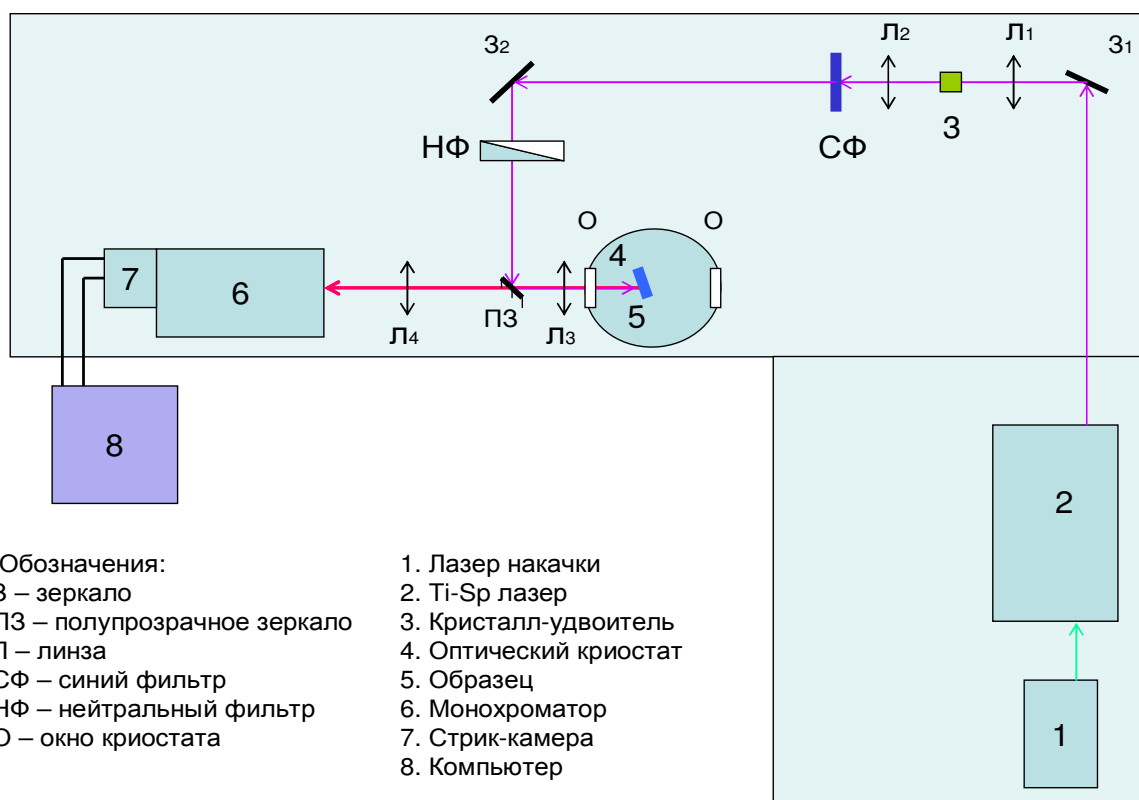 З2
Л2
Л1
З1
НФ
СФ
3
О
О
4
7
6
5
ПЗ
Л4
Л3
8
2
1
Обозначения:
З – зеркало
ПЗ – полупрозрачное зеркало
Л – линза
СФ – синий фильтр
НФ – нейтральный фильтр
О – окно криостата
1. Лазер накачки
2. Ti-Sp лазер
3. Кристалл-удвоитель
4. Оптический криостат
5. Образец
6. Монохроматор
7. Стрик-камера
8. Компьютер